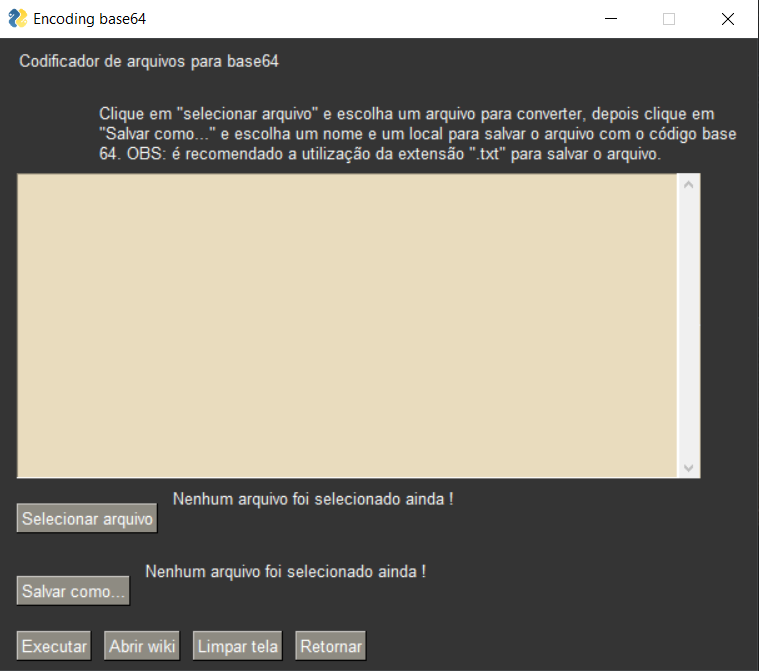 Encoding base64
Codificador de arquivos para base64
Clique em "selecionar arquivo" e escolha um arquivo para converter, depois clique em
"Salvar como..." e escolha um nome e um local para salvar o arquivo com o código base
64. OBS: é recomendado a utilização da extensão ".txt" para salvar o arquivo.
Nenhum arquivo foi selecionado ainda !
Selecionar arquivo
Nenhum arquivo foi selecionado ainda !
Salvar como...
Executar Abrir wiki Limpar tela Retornar